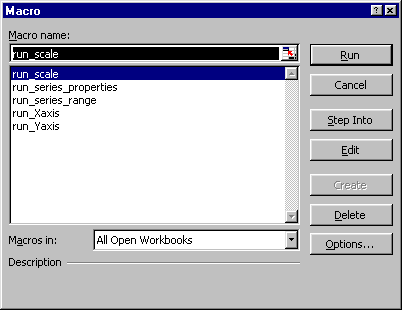 Macro
Macro name:
run_scale
run_scale
run_series_properties
run_series_range
run_Xaxis
run_Yaxis
Macros in:
All Open Workbooks
Description
Run
Cancel
Step Into
Edit
Create
Delete
Options...